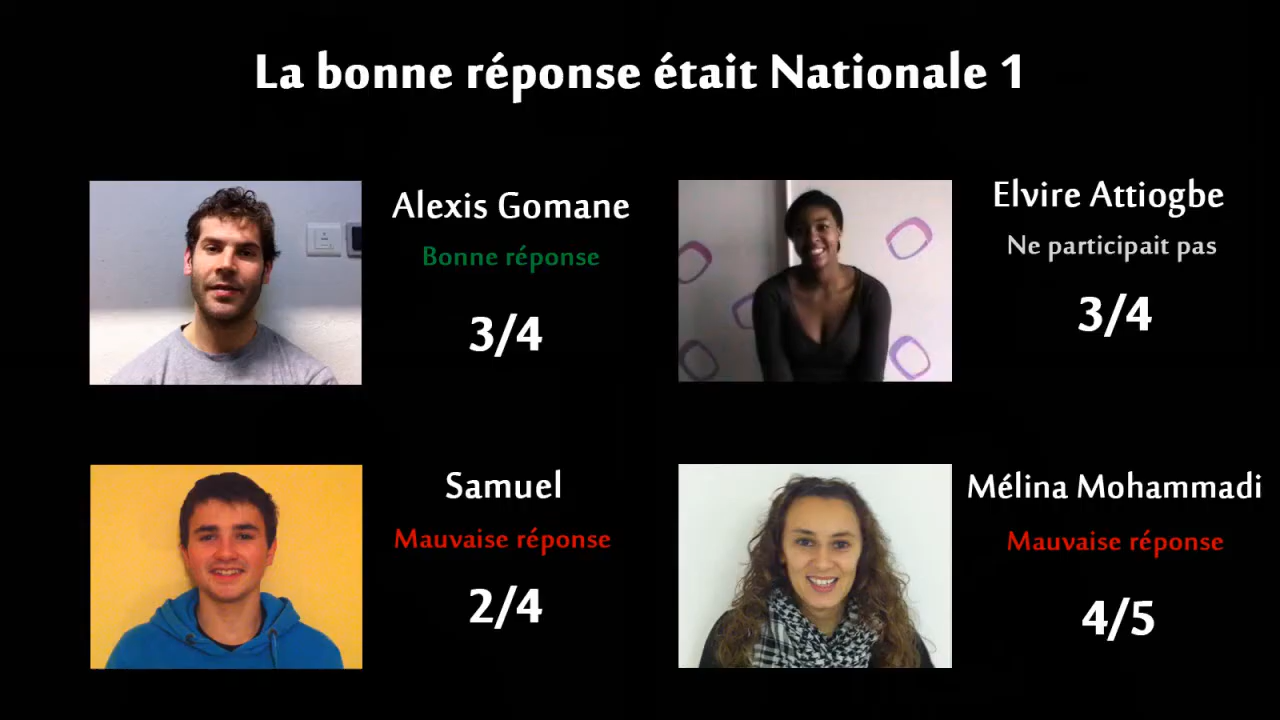 La bonne réponse était Nationale 1
Alexis Gomane
Bonne réponse
3/4
Elvire Attiogbe
Ne participait pas
3/4
Samuel
Mauvaise réponse
2/4
Mélina Mohammadi
Mauvaise réponse
4/5